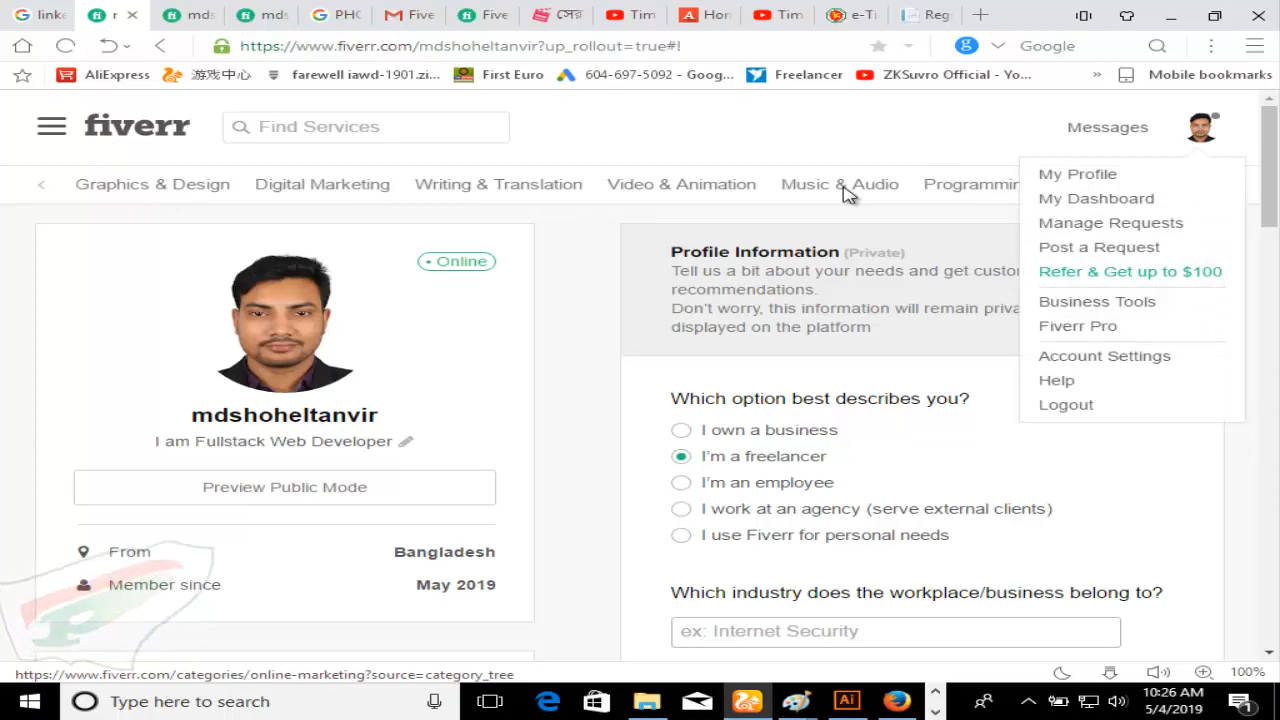 linke
r
mds
mds
PHC
Five
Five
সের
Tim
Hon
Tim
e-Ti
Reg
https://www.fiverr.com/mdshoheltanvir?up_rollout=true#!
Google
AliExpress
游戏中心
farewell iawd-1901.zi...
First Euro
604-697-5092 - Goog...
Freelancer
ZKSuvro Official - Yo...
»
Mobile bookmarks
fiverr
Find Services
Messages
Graphics & Design
Digital Marketing
Writing & Translation
Video & Animation
Music & Audio
Programmin
My Profile
My Dashboard
Manage Requests
Post a Request
Refer & Get up to $100
Business Tools
Fiverr Pro
Account Settings
Help
Logout
• Online
mdshoheltanvir
I am Fullstack Web Developer
Preview Public Mode
From
Bangladesh
Member since
May 2019
Profile Information (Private)
Tell us a bit about your needs and get custo
recommendations.
Don't worry, this information will remain priva
displayed on the platform
Which option best describes you?
I own a business
I'm a freelancer
I'm an employee
I work at an agency (serve external clients)
I use Fiverr for personal needs
Which industry does the workplace/business belong to?
ex: Internet Security
https://www.fiverr.com/categories/online-marketing?source=category_tree
100%
Type here to search
Ai
10:26 AM
5/4/2019
1